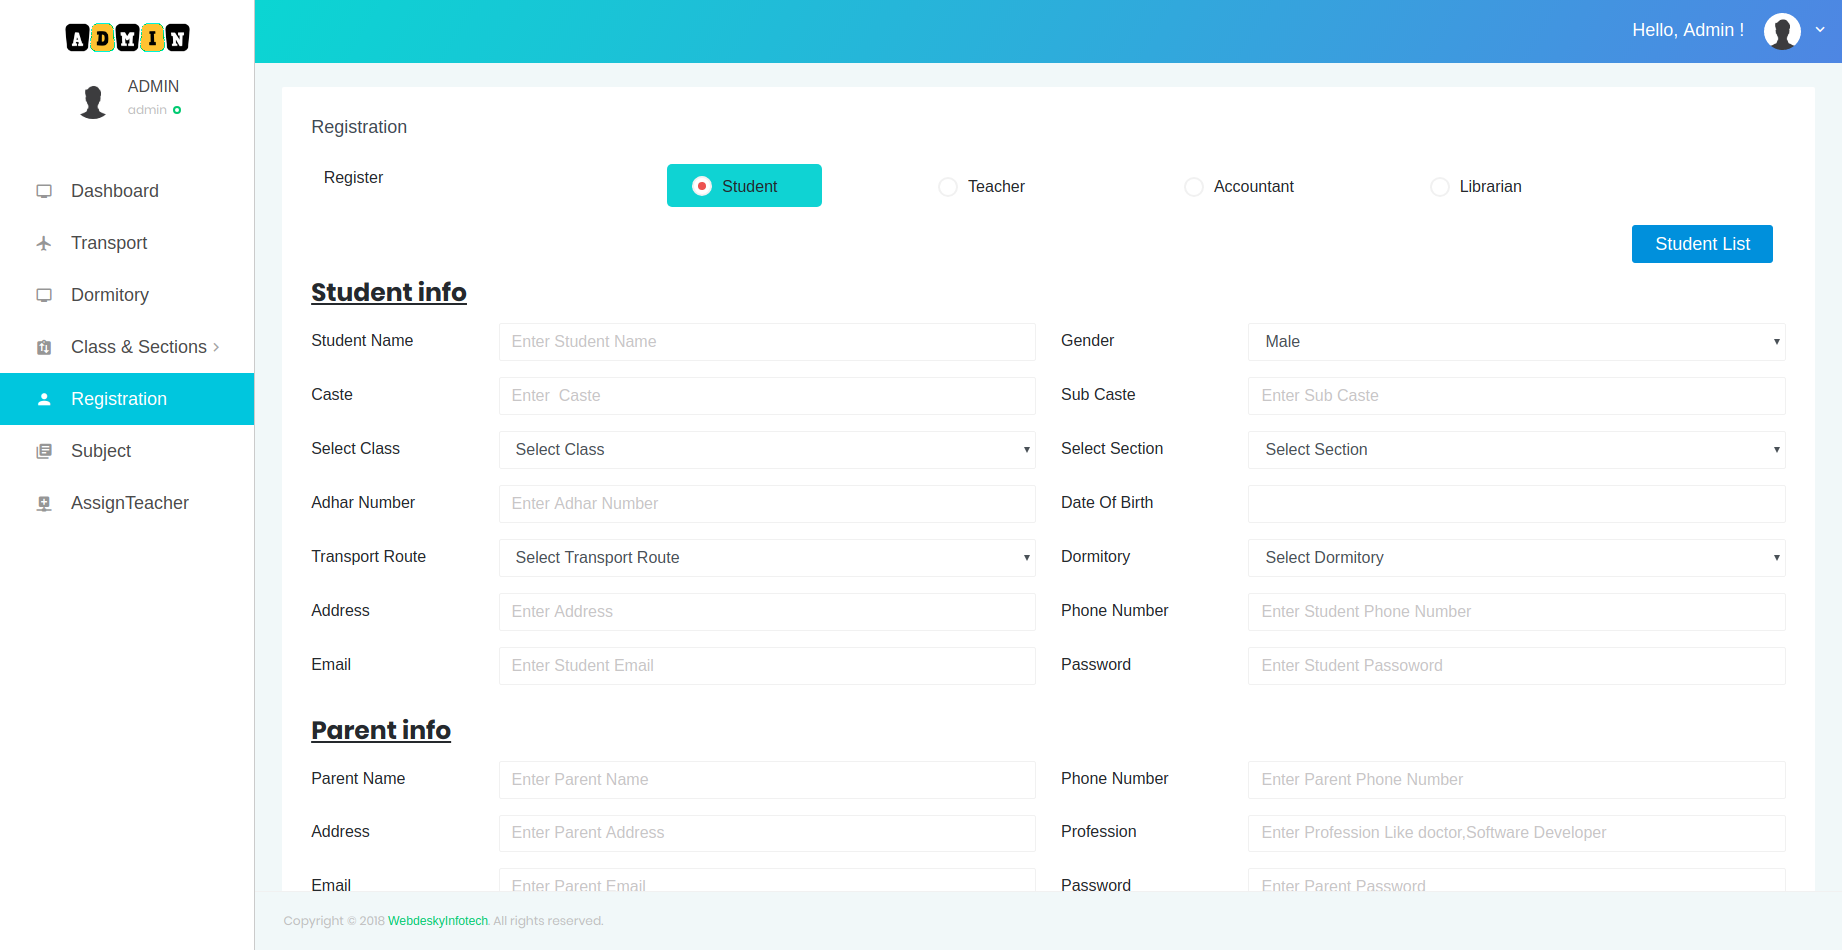 ADMIN
Hello, Admin !
ADMIN
admin
Dashboard
Transport
Dormitory
Class & Sections
Registration
Subject
AssignTeacher
Registration
Register
Student
Teacher
Accountant
Librarian
Student List
Student info
Student Name
Enter Student Name
Gender
Male
Caste
Enter  Caste
Sub Caste
Enter Sub Caste
Select Class
Select Class
Select Section
Select Section
Adhar Number
Enter Adhar Number
Date Of Birth
Transport Route
Select Transport Route
Dormitory
Select Dormitory
Address
Enter Address
Phone Number
Enter Student Phone Number
Email
Enter Student Email
Password
Enter Student Passoword
Parent info
Parent Name
Enter Parent Name
Phone Number
Enter Parent Phone Number
Address
Enter Parent Address
Profession
Enter Profession Like doctor,Software Developer
Email
Enter Parent Email
Password
Enter Parent Password
Copyright © 2018 WebdeskyInfotech. All rights reserved.